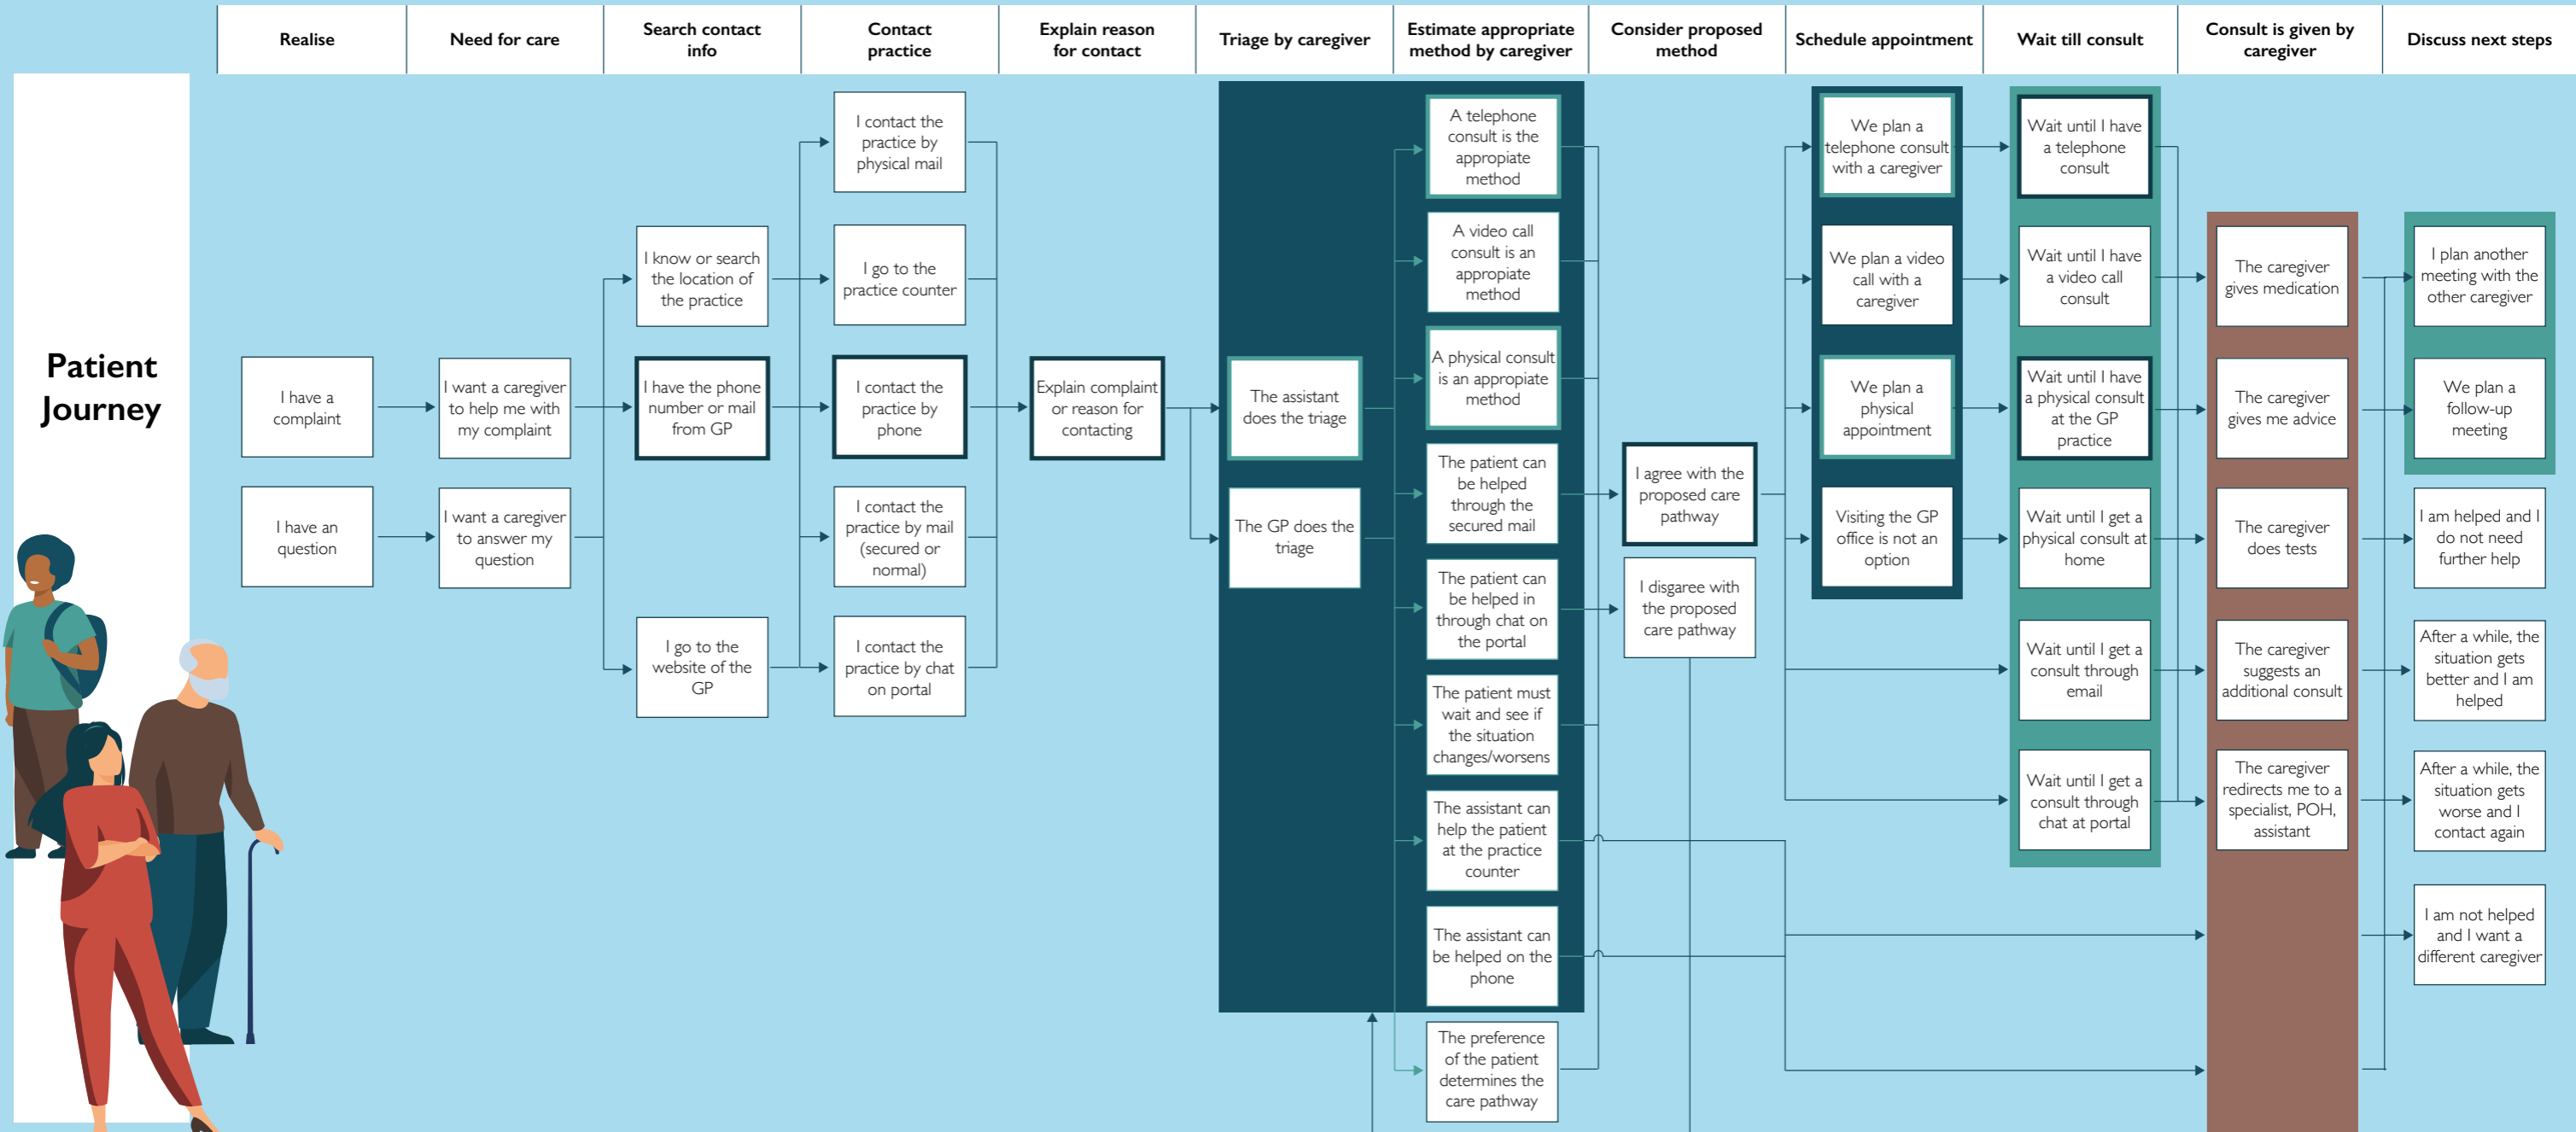 Realise
Need for care
Search contact
info
Contact
practice
Explain reason
for contact
Triage by caregiver
Estimate appropriate
method by caregiver
Consider proposed
method
Schedule appointment
Wait till consult
Consult is given by
caregiver
Discuss next steps
Patient
Journey
I have a
complaint
I have an
question
I want a caregiver
to help me with
my complaint
I want a caregiver
to answer my
question
I know or search
the location of
the practice
I have the phone
number or mail
from GP
I go to the
website of the
GP
I contact the
practice by
physical mail
I go to the
practice counter
I contact the
practice by
phone
I contact the
practice by mail
(secured or
normal)
I contact the
practice by chat
on portal
Explain complaint
or reason for
contacting
The assistant
does the triage
The GP does the
triage
A telephone
consult is the
appropiate
method
A video call
consult is an
appropiate
method
A physical consult
is an appropiate
method
The patient can
be helped
through the
secured mail
The patient can
be helped in
through chat on
the portal
The patient must
wait and see if
the situation
changes/worsens
The assistant can
help the patient
at the practice
counter
The assistant can
be helped on the
phone
The preference
of the patient
determines the
care pathway
I agree with the
proposed care
pathway
I disgaree with
the proposed
care pathway
We plan a
telephone consult
with a caregiver
We plan a video
call with a
caregiver
We plan a
physical
appointment
Visiting the GP
office is not an
option
Wait until I have
a telephone
consult
Wait until I have
a video call
consult
Wait until I have
a physical consult
at the GP
practice
Wait until I get a
physical consult at
home
Wait until I get a
consult through
email
Wait until I get a
consult through
chat at portal
The caregiver
gives medication
The caregiver
gives me advice
The caregiver
does tests
The caregiver
suggests an
additional consult
The caregiver
redirects me to a
specialist, POH,
assistant
I plan another
meeting with the
other caregiver
We plan a
follow-up
meeting
I am helped and I
do not need
further help
After a while, the
situation gets
better and I am
helped
After a while, the
situation gets
worse and I
contact again
I am not helped
and I want a
different caregiver